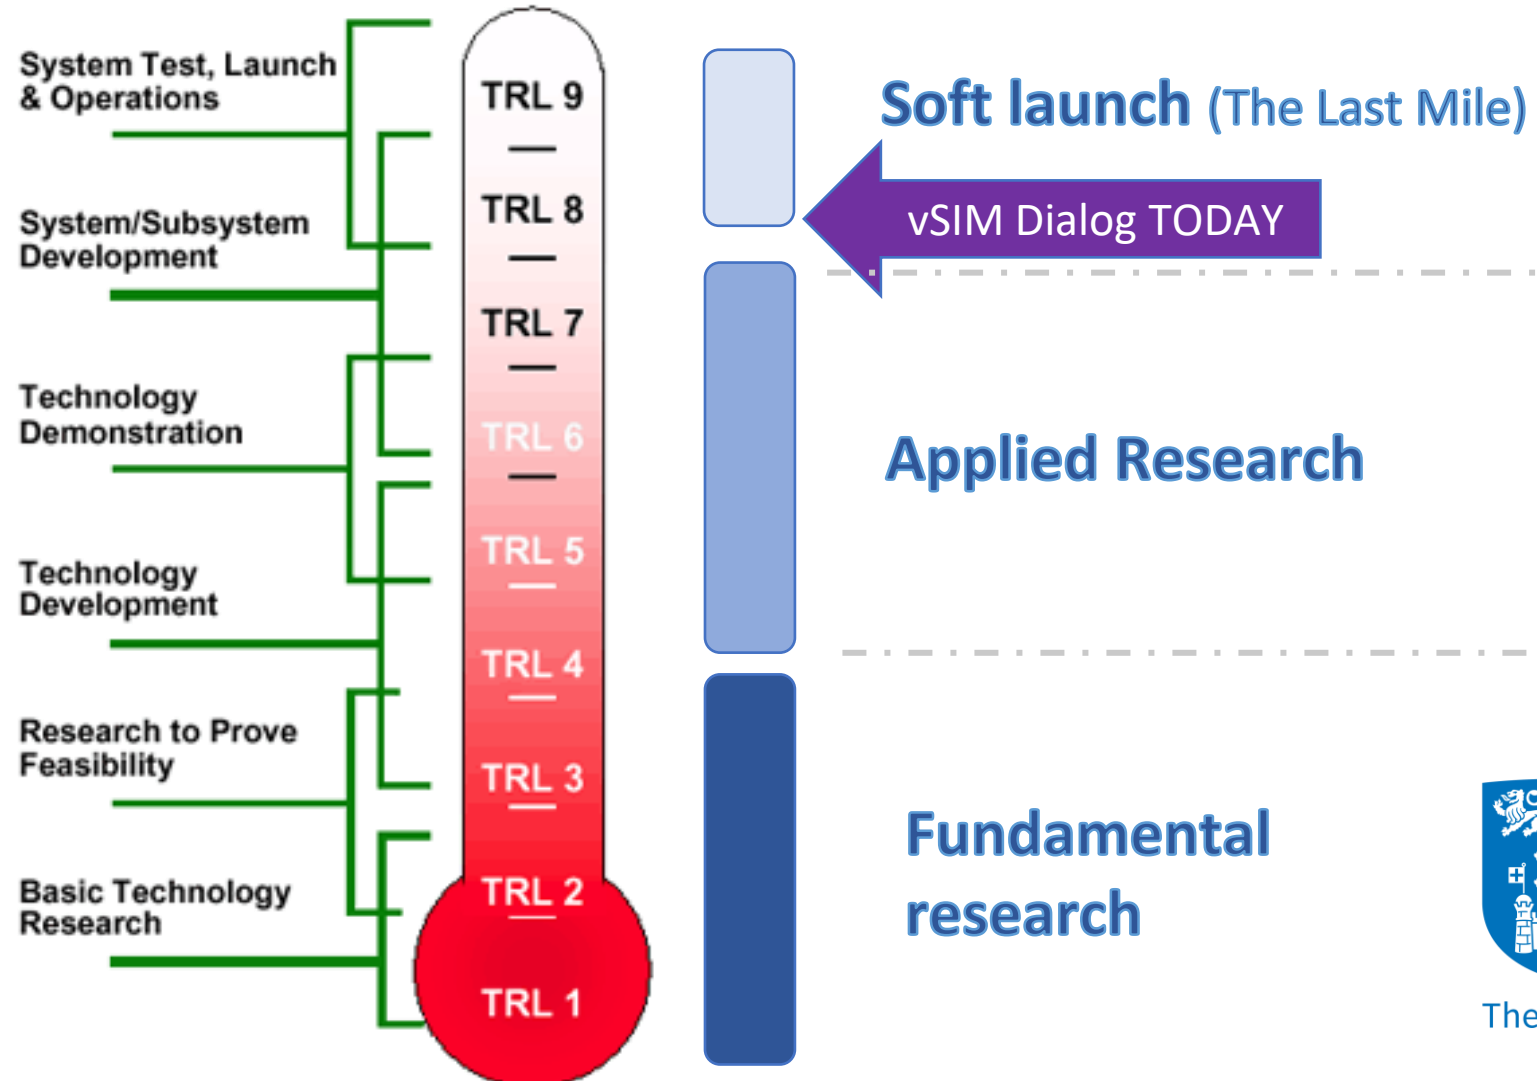 System Test, Launch
& Operations
System/Subsystem
Development
Technology
Demonstration
Technology
Development
Research to Prove
Feasibility
Basic Technology
Research
TRL 9
TRL 8
TRL 7
TRL 6
TRL 5
TRL 4
TRL 3
TRL 2
TRL 1
Soft launch (The Last Mile)
vSIM Dialog TODAY
Applied Research
Fundamental
research
The